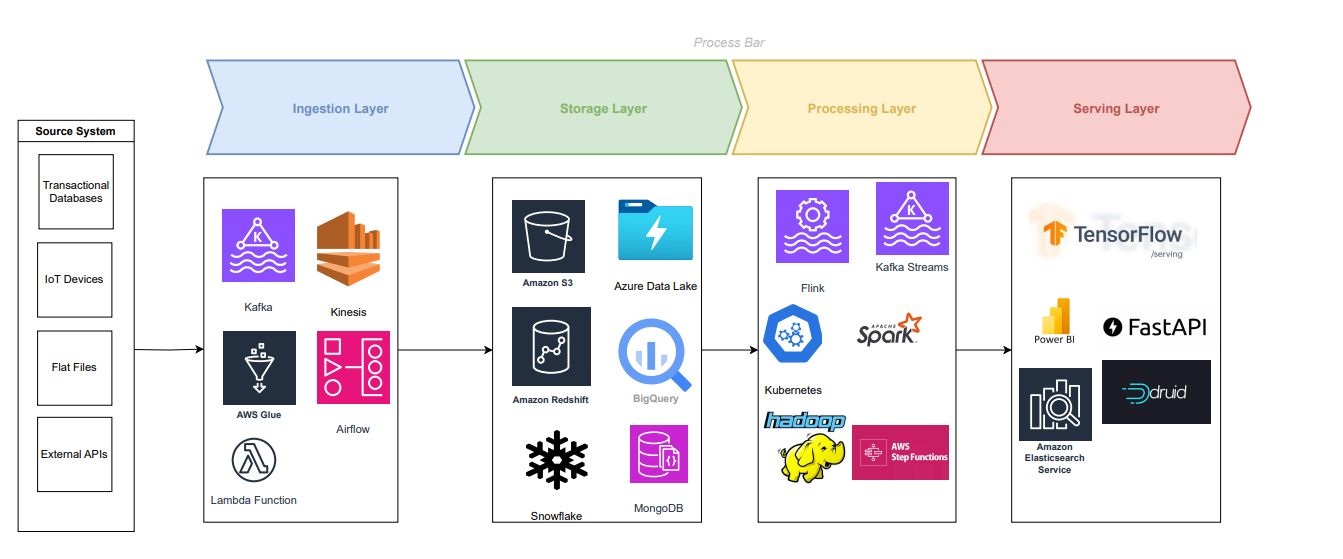 Process Bar
Ingestion Layer
Storage Layer
Processing Layer
Serving Layer
Source System
Transactional
Databases
IoT Devices
Flat Files
External APIs
K
Kafka
Kinesis
AWS Glue
Airflow
Lambda Function
Amazon S3
Azure Data Lake
Amazon Redshift
BigQuery
Snowflake
MongoDB
Flink
K
Kafka Streams
Kubernetes
APACHE
Spark
hadoop
AWS
Step Functions
TensorFlow
/serving
Power BI
FastAPI
druid
Amazon
Elasticsearch
Service